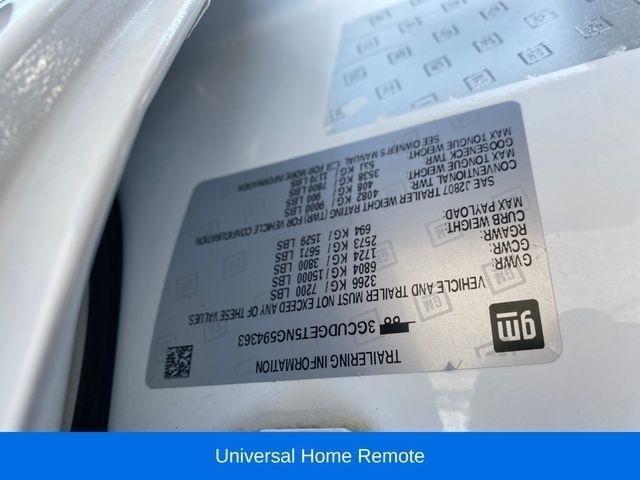 TRAILERING INFORMATION
gm
88 3GCUDGET5NG594363
VEHICLE AND TRAILER MUST NOT EXCEED ANY OF THESE VALUES.
GVWR: 3266 KG / 7200 LBS
GCWR: 6804 KG/15000 LBS
RGAWR: 1724 KG / 3800 LBS
CURB WEIGHT: 2573 KG / 5671 LBS
MAX PAYLOAD: 694 KG / 1529 LBS
SAE J2807 TRAILER WEIGHT RATING (TWR) FOR VEHICLE CONFIGURATION.
CONVENTIONAL TWR: 4082 KG / 9000 LBS
MAX TONGUE WEIGHT: 408 KG / 900 LBS
GOOSENECK TWR: 3538 KG / 7800 LBS
MAX TONGUE WEIGHT: 531 KG / 1170 LBS
SEE OWNER'S MANUAL FOR MORE INFORMATION
Universal Home Remote